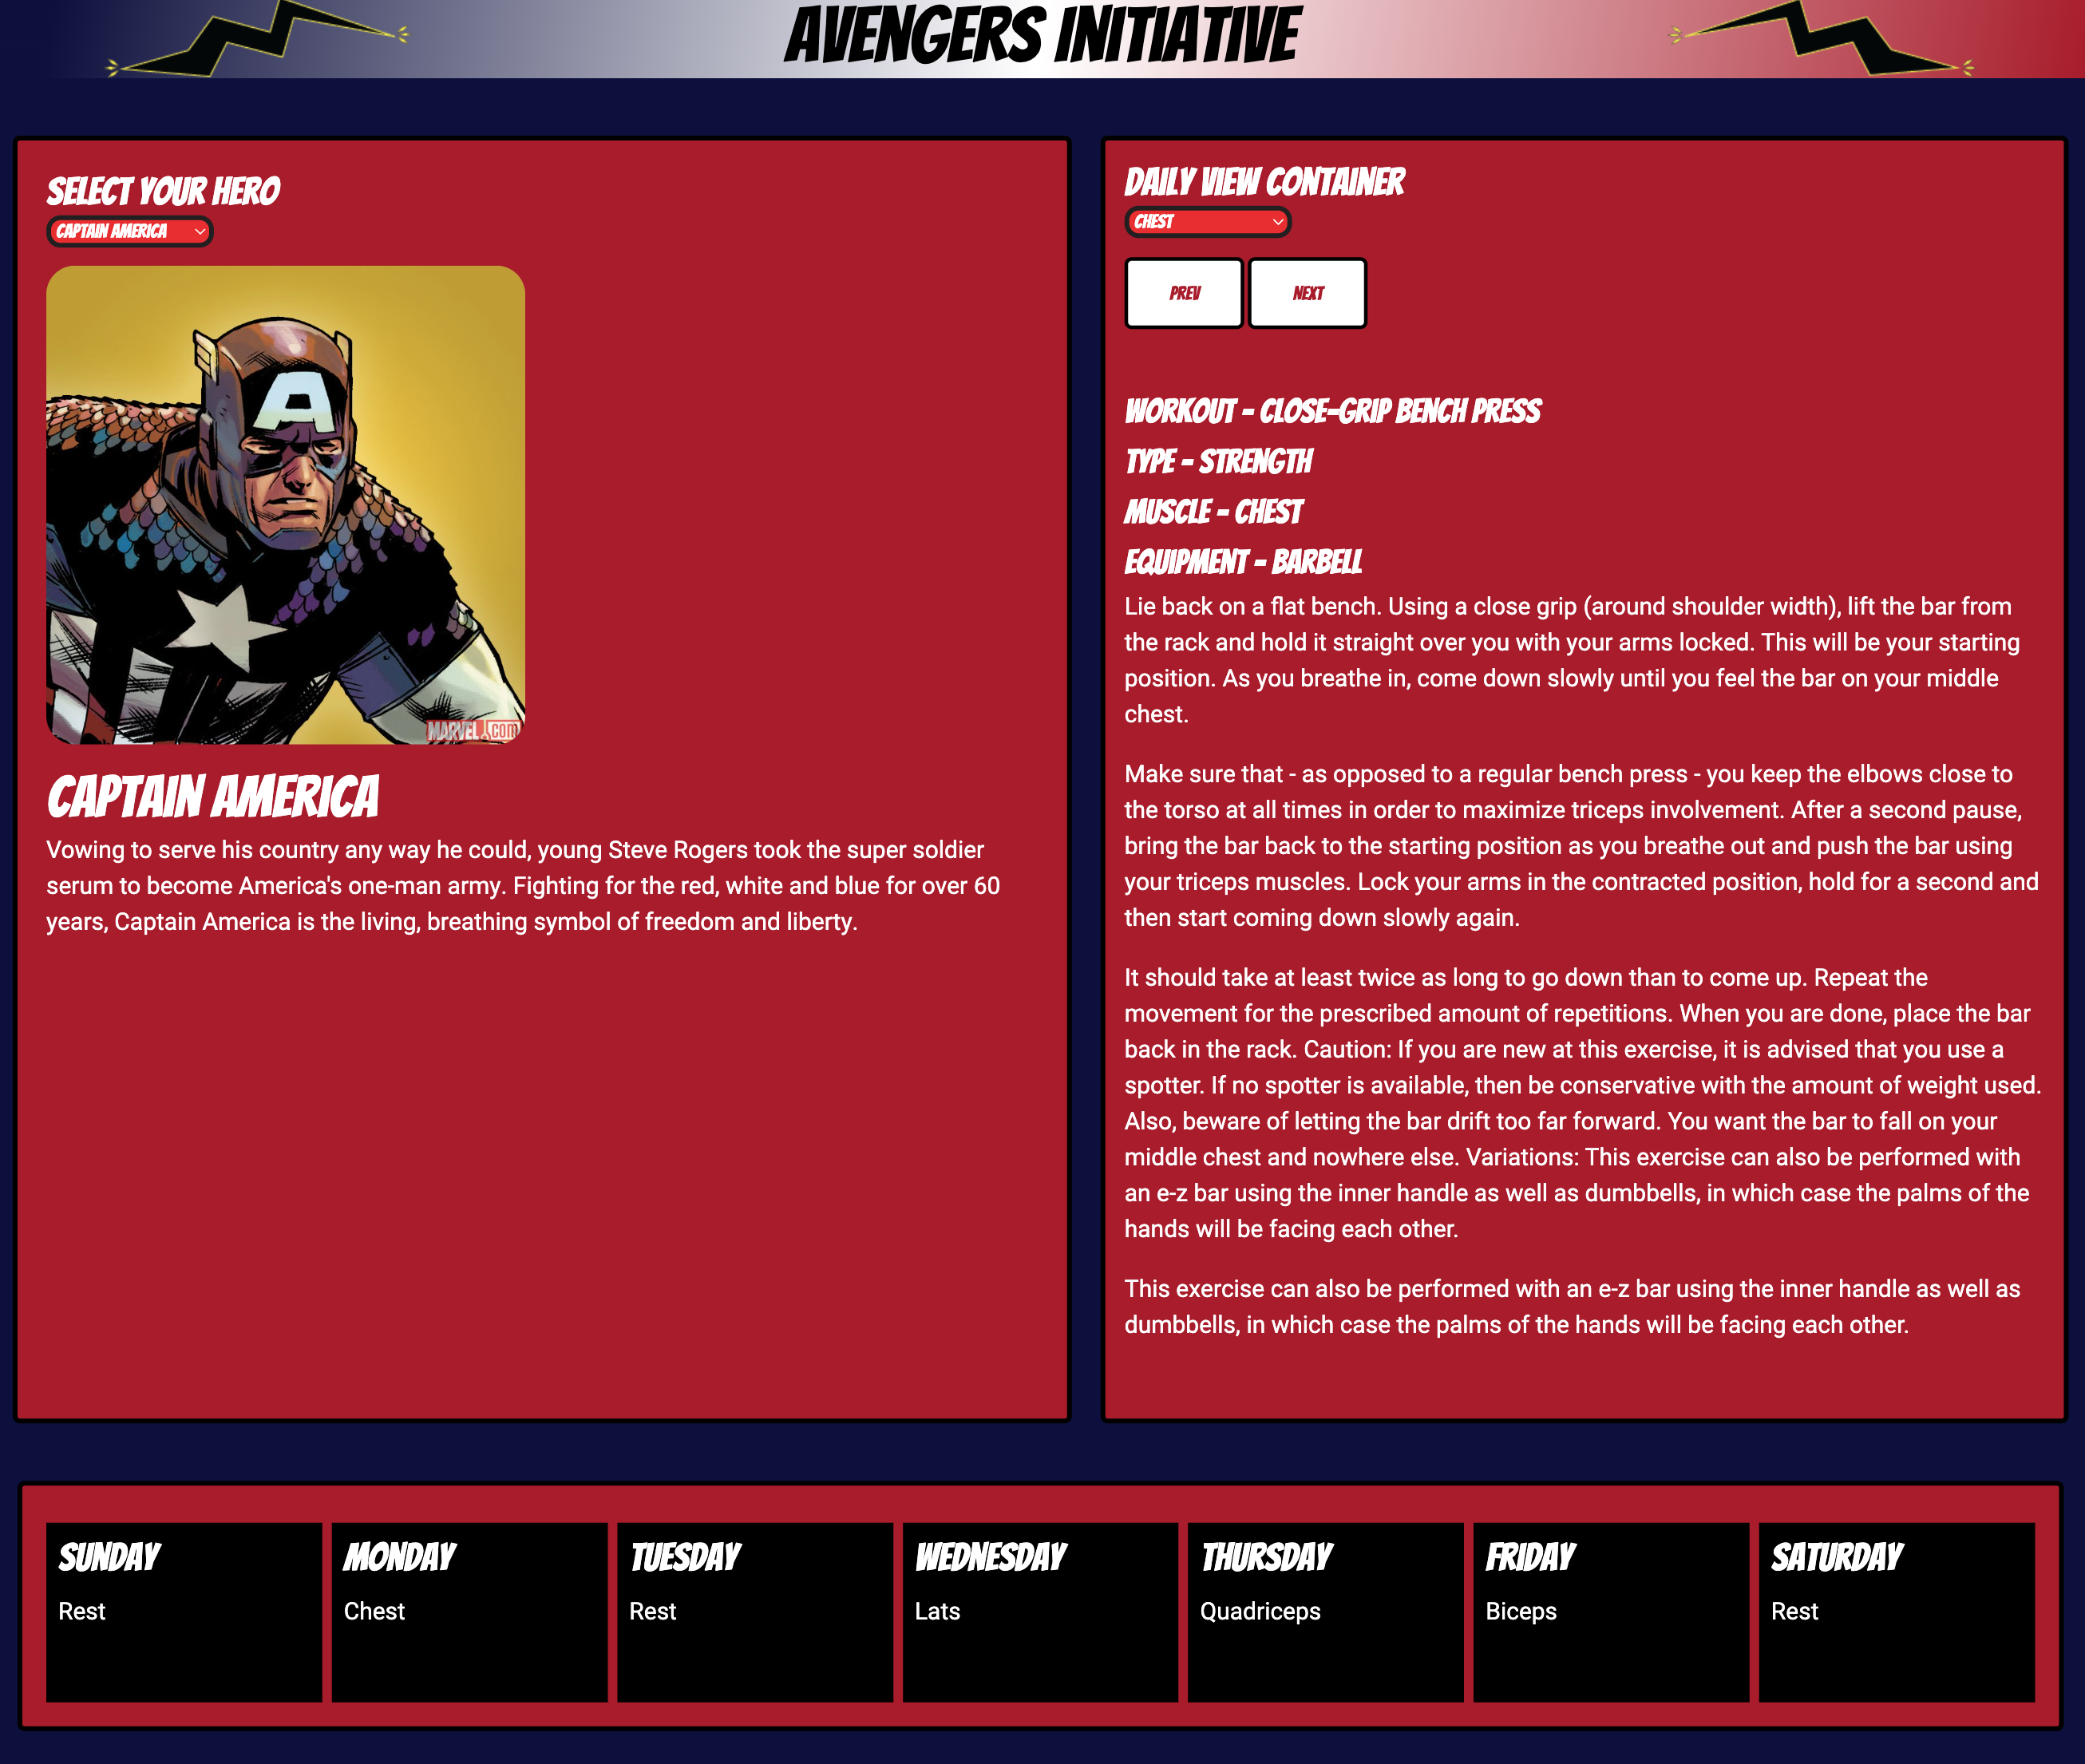 AVENGERS INITIATIVE
SELECT YOUR HERO
CAPTAIN AMERICA
A
MARVEL.COM
CAPTAIN AMERICA
Vowing to serve his country any way he could, young Steve Rogers took the super soldier
serum to become America's one-man army. Fighting for the red, white and blue for over 60
years, Captain America is the living, breathing symbol of freedom and liberty.
DAILY VIEW CONTAINER
CHEST
PREV
NEXT
WORKOUT - CLOSE-GRIP BENCH PRESS
TYPE - STRENGTH
MUSCLE - CHEST
EQUIPMENT - BARBELL
Lie back on a flat bench. Using a close grip (around shoulder width), lift the bar from
the rack and hold it straight over you with your arms locked. This will be your starting
position. As you breathe in, come down slowly until you feel the bar on your middle
chest.
Make sure that - as opposed to a regular bench press - you keep the elbows close to
the torso at all times in order to maximize triceps involvement. After a second pause,
bring the bar back to the starting position as you breathe out and push the bar using
your triceps muscles. Lock your arms in the contracted position, hold for a second and
then start coming down slowly again.
It should take at least twice as long to go down than to come up. Repeat the
movement for the prescribed amount of repetitions. When you are done, place the bar
back in the rack. Caution: If you are new at this exercise, it is advised that you use a
spotter. If no spotter is available, then be conservative with the amount of weight used.
Also, beware of letting the bar drift too far forward. You want the bar to fall on your
middle chest and nowhere else. Variations: This exercise can also be performed with
an e-z bar using the inner handle as well as dumbbells, in which case the palms of the
hands will be facing each other.
This exercise can also be performed with an e-z bar using the inner handle as well as
dumbbells, in which case the palms of the hands will be facing each other.
SUNDAY
Rest
MONDAY
Chest
TUESDAY
Rest
WEDNESDAY
Lats
THURSDAY
Quadriceps
FRIDAY
Biceps
SATURDAY
Rest